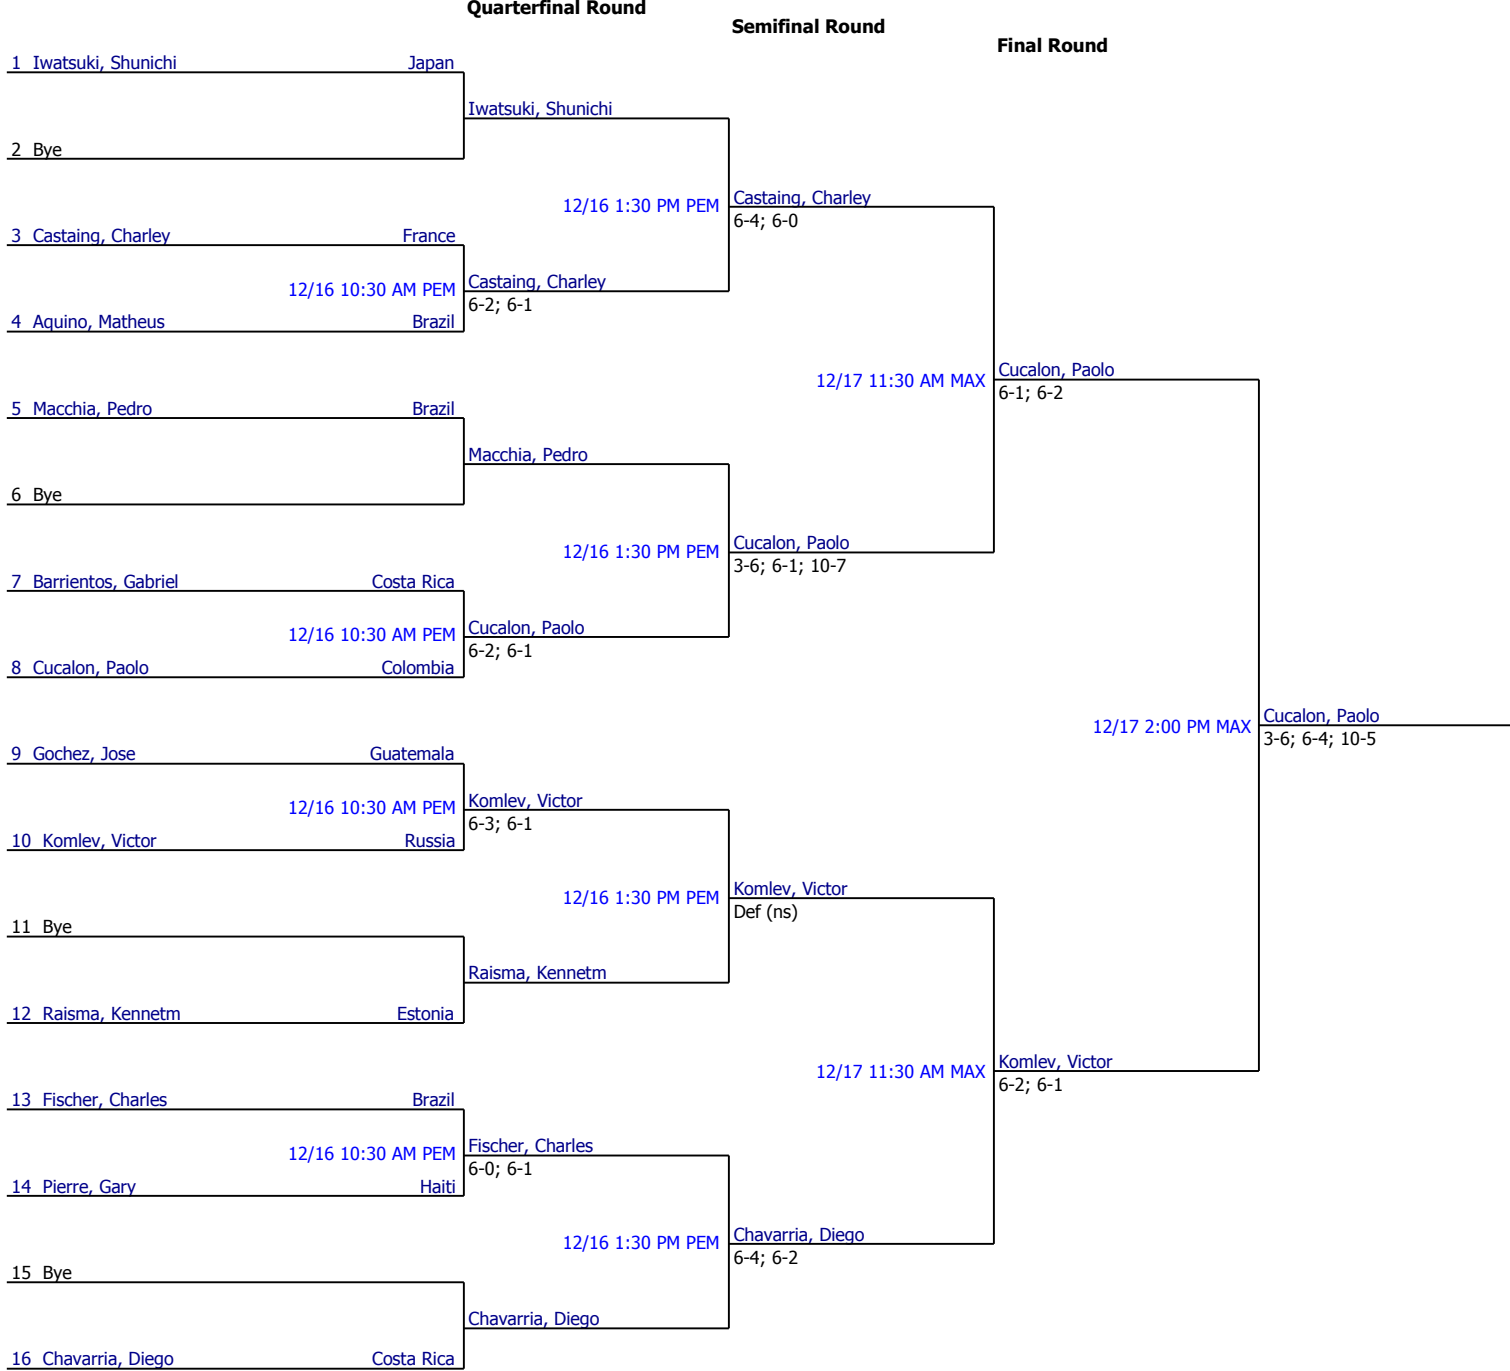 Quarterfinal Round
Semifinal Round
Final Round
1 Iwatsuki, Shunichi Japan
Iwatsuki, Shunichi
2 Bye
12/16 1:30 PM PEM Castaing, Charley
6-4; 6-0
3 Castaing, Charley France
12/16 10:30 AM PEM Castaing, Charley
6-2; 6-1
4 Aquino, Matheus Brazil
12/17 11:30 AM MAX Cucalon, Paolo
6-1; 6-2
5 Macchia, Pedro Brazil
Macchia, Pedro
6 Bye
12/16 1:30 PM PEM Cucalon, Paolo
3-6; 6-1; 10-7
7 Barrientos, Gabriel Costa Rica
12/16 10:30 AM PEM Cucalon, Paolo
6-2; 6-1
8 Cucalon, Paolo Colombia
12/17 2:00 PM MAX Cucalon, Paolo
3-6; 6-4; 10-5
9 Gochez, Jose Guatemala
12/16 10:30 AM PEM Komlev, Victor
6-3; 6-1
10 Komlev, Victor Russia
12/16 1:30 PM PEM Komlev, Victor
Def (ns)
11 Bye
Raisma, Kennetm
12 Raisma, Kennetm Estonia
12/17 11:30 AM MAX Komlev, Victor
6-2; 6-1
13 Fischer, Charles Brazil
12/16 10:30 AM PEM Fischer, Charles
6-0; 6-1
14 Pierre, Gary Haiti
12/16 1:30 PM PEM Chavarria, Diego
6-4; 6-2
15 Bye
Chavarria, Diego
16 Chavarria, Diego Costa Rica